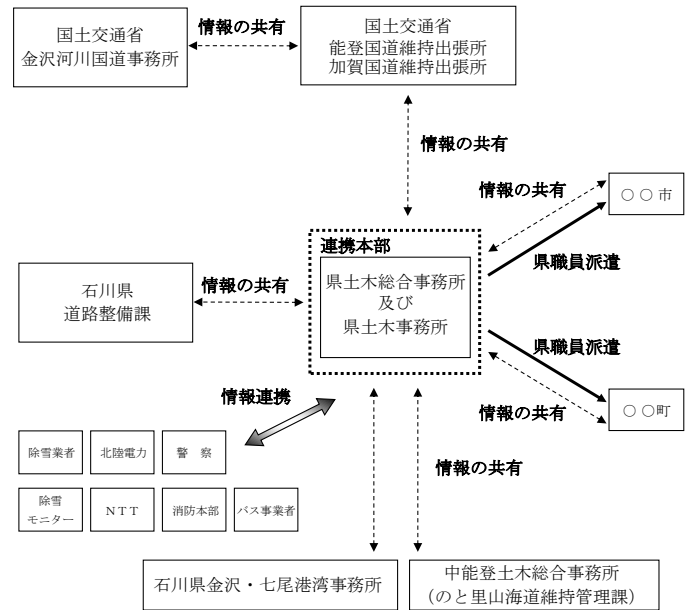 国土交通省
金沢河川国道事務所
情報の共有
国土交通省
能登国道維持出張所
加賀国道維持出張所
情報の共有
情報の共有
○○市
県職員派遣
連携本部
県土木総合事務所
及び
県土木事務所
石川県
道路整備課
情報の共有
県職員派遣
情報の共有
○○町
情報連携
除雪業者
北陸電力
警察
除雪
モニター
NTT
消防本部
バス事業者
情報の共有
石川県金沢・七尾港湾事務所
中能登土木総合事務所
(のと里山海道維持管理課)